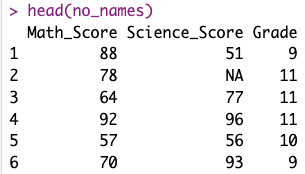 > head(no_names)
  Math_Score Science_Score Grade
1         88            51     9
2         78            NA    11
3         64            77    11
4         92            96    11
5         57            56    10
6         70            93     9